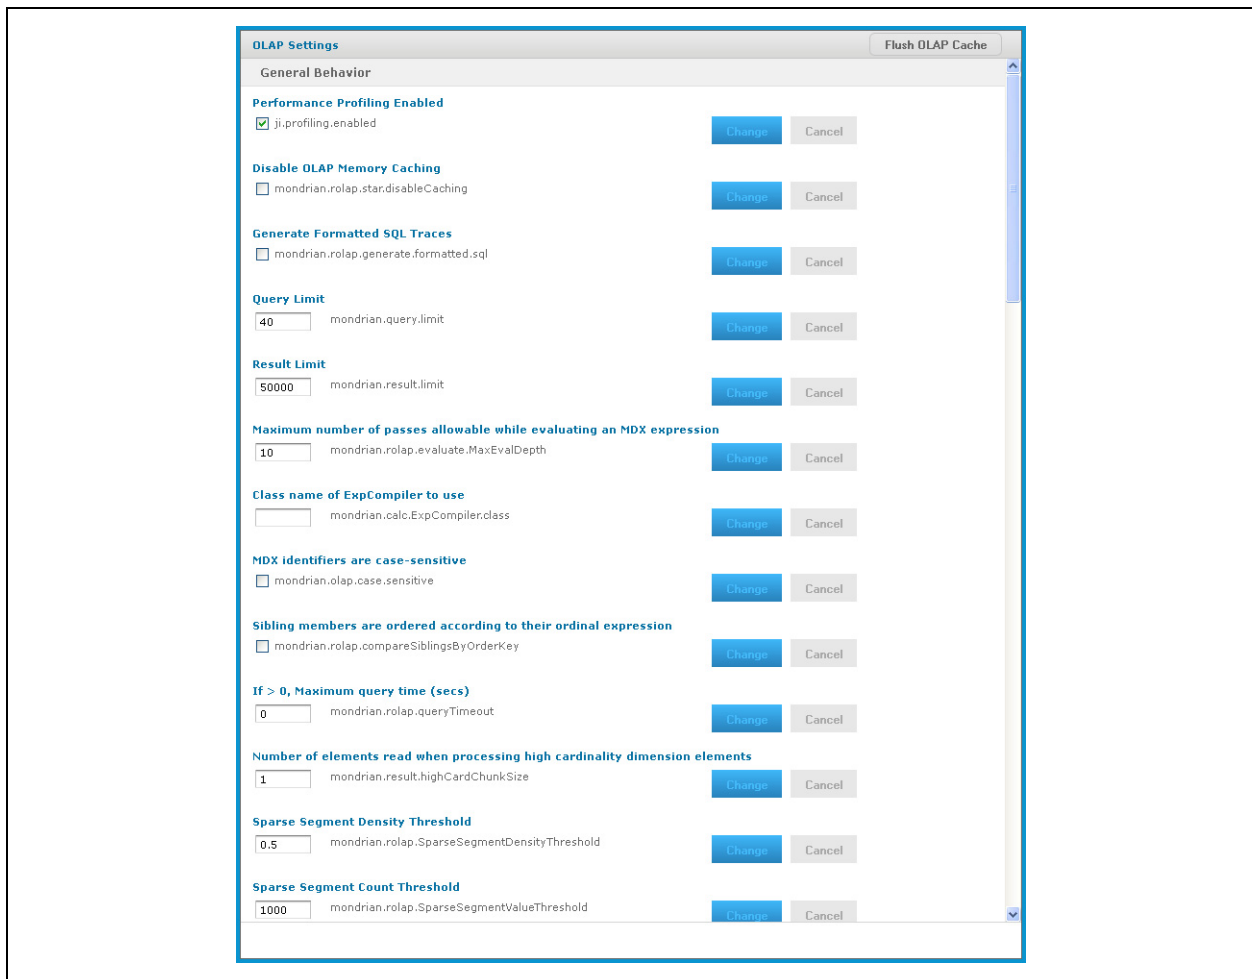 OLAP Settings Flush OLAP Cache
General Behavior
Performance Profiling Enabled
ji.profiling.enabled Change Cancel
Disable OLAP Memory Caching
mondrian.rolap.star.disableCaching Change Cancel
Generate Formatted SQL Traces
mondrian.rolap.generate.formatted.sql Change Cancel
Query Limit
40 mondrian.query.limit Change Cancel
Result Limit
50000 mondrian.result.limit Change Cancel
Maximum number of passes allowable while evaluating an MDX expression
10 mondrian.rolap.evaluate.MaxEvalDepth Change Cancel
Class name of ExpCompiler to use
mondrian.calc.ExpCompiler.class Change Cancel
MDX identifiers are case-sensitive
mondrian.olap.case.sensitive Change Cancel
Sibling members are ordered according to their ordinal expression
mondrian.rolap.compareSiblingsByOrderKey Change Cancel
If > 0, Maximum query time (secs)
0 mondrian.rolap.queryTimeout Change Cancel
Number of elements read when processing high cardinality dimension elements
1 mondrian.result.highCardChunkSize Change Cancel
Sparse Segment Density Threshold
0.5 mondrian.rolap.SparseSegmentDensityThreshold Change Cancel
Sparse Segment Count Threshold
1000 mondrian.rolap.SparseSegmentValueThreshold Change Cancel